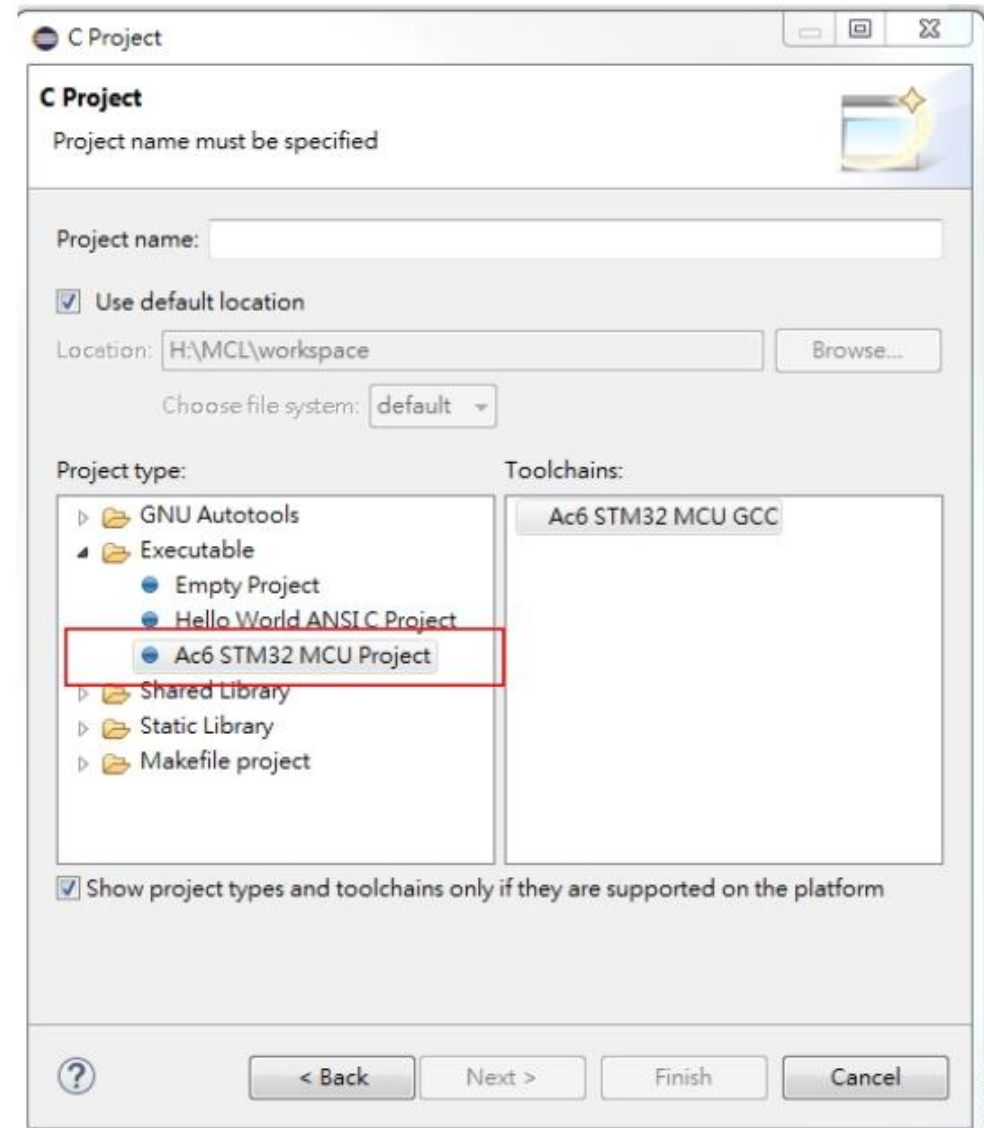 C Project
C Project
Project name must be specified
Project name:
Use default location
Location: H:\MCL\workspace Browse...
Choose file system: default
Project type: Toolchains:
GNU Autotools Ac6 STM32 MCU GCC
Executable
Empty Project
Hello World ANSI C Project
Ac6 STM32 MCU Project
Shared Library
Static Library
Makefile project
Show project types and toolchains only if they are supported on the platform
? < Back Next > Finish Cancel